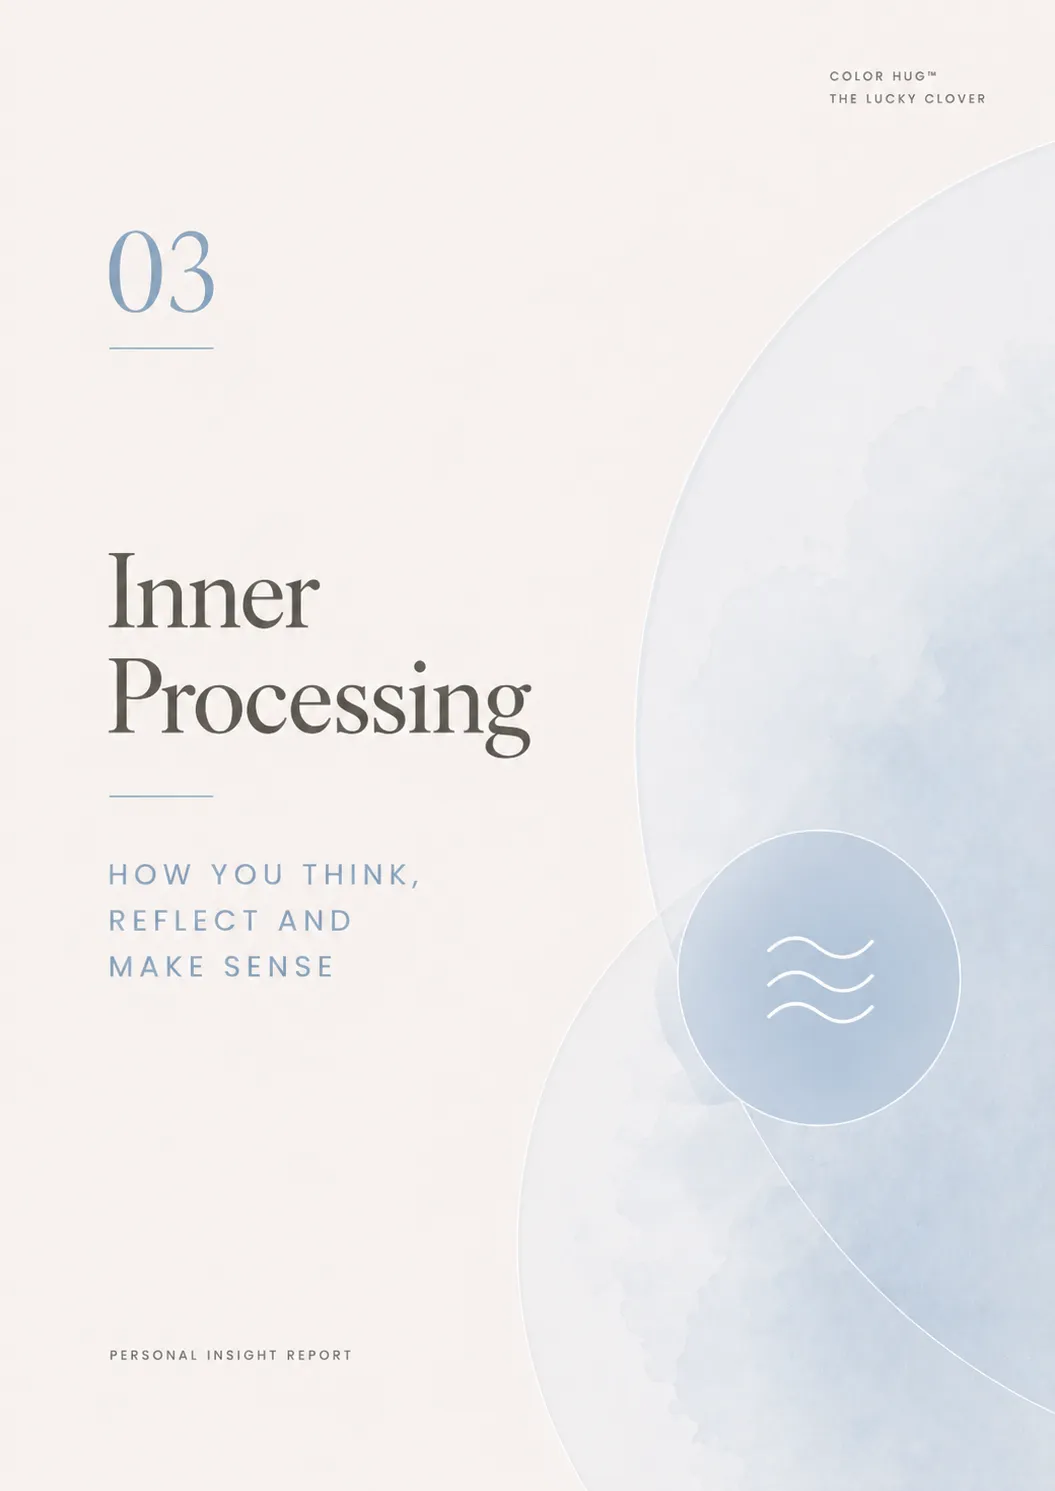 COLOR HUG™
THE LUCKY CLOVER
03
Inner
Processing
HOW YOU THINK,
REFLECT AND
MAKE SENSE
PERSONAL INSIGHT REPORT